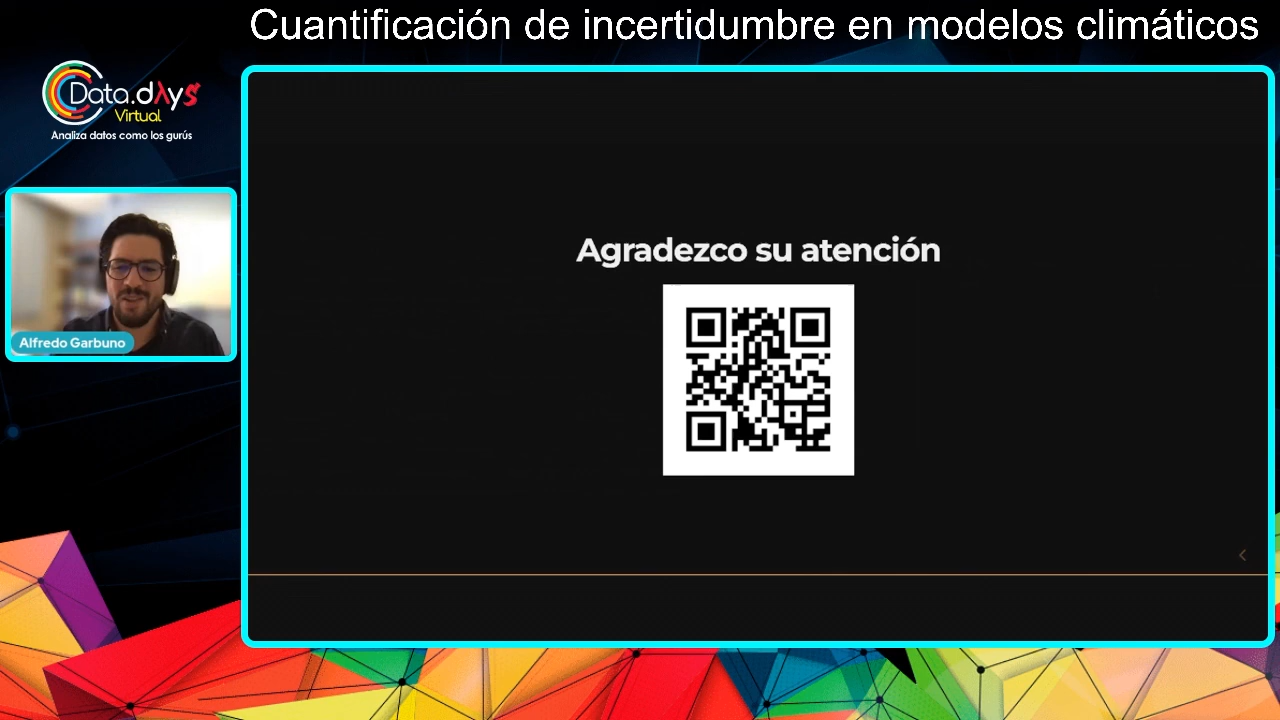 Cuantificación de incertidumbre en modelos climáticos
Data.dAys
Virtual
Analiza datos como los gurús
Alfredo Garbuno
Agradezco su atención